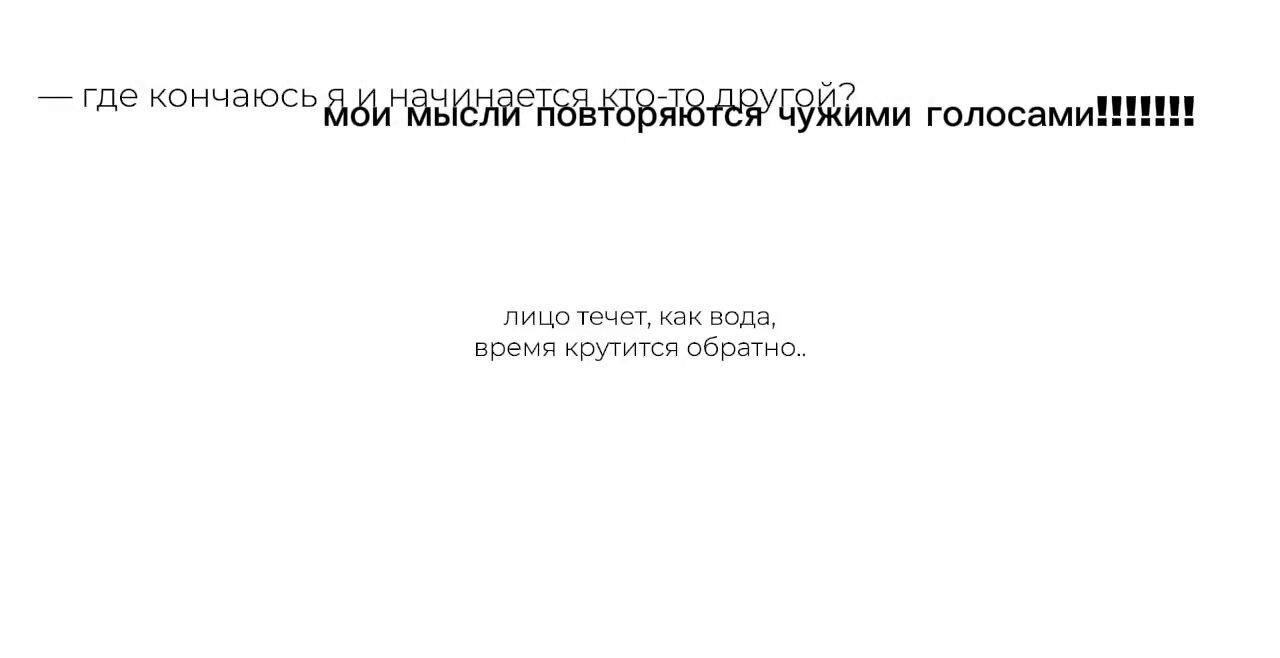 — где кончаюсь я и начинается кто-то другой?
мои мысли повторяются чужими голосами!!!!!!!
лицо течет, как вода,
время крутится обратно..